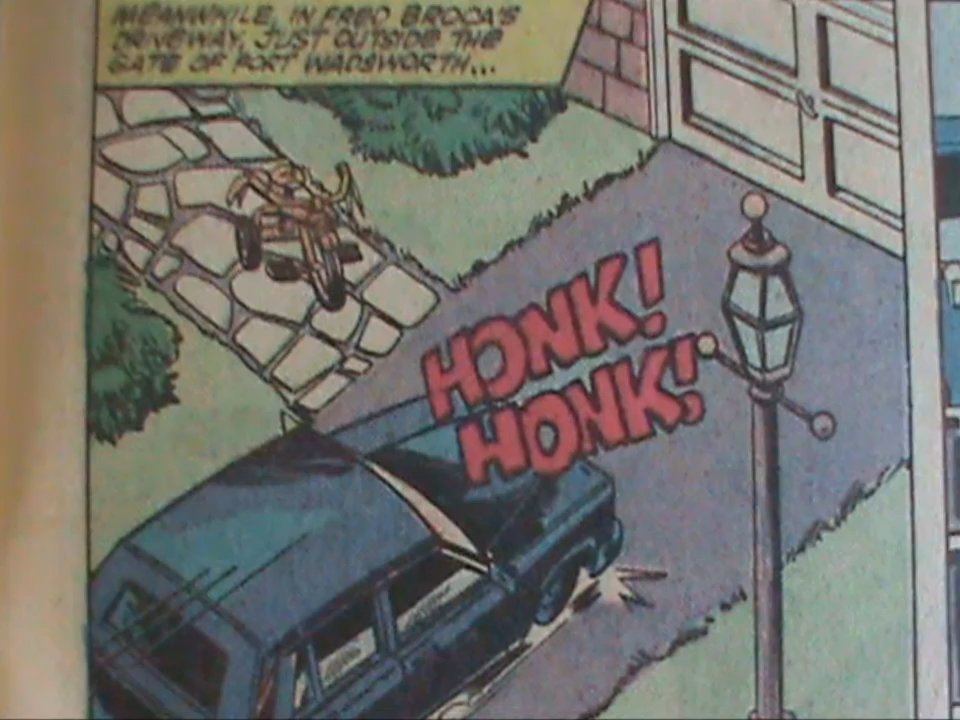 MEANWHILE, IN FRED BROCA'S
DRIVEWAY, JUST OUTSIDE THE
GATE OF FORT WADSWORTH...
HONK!
HONK!